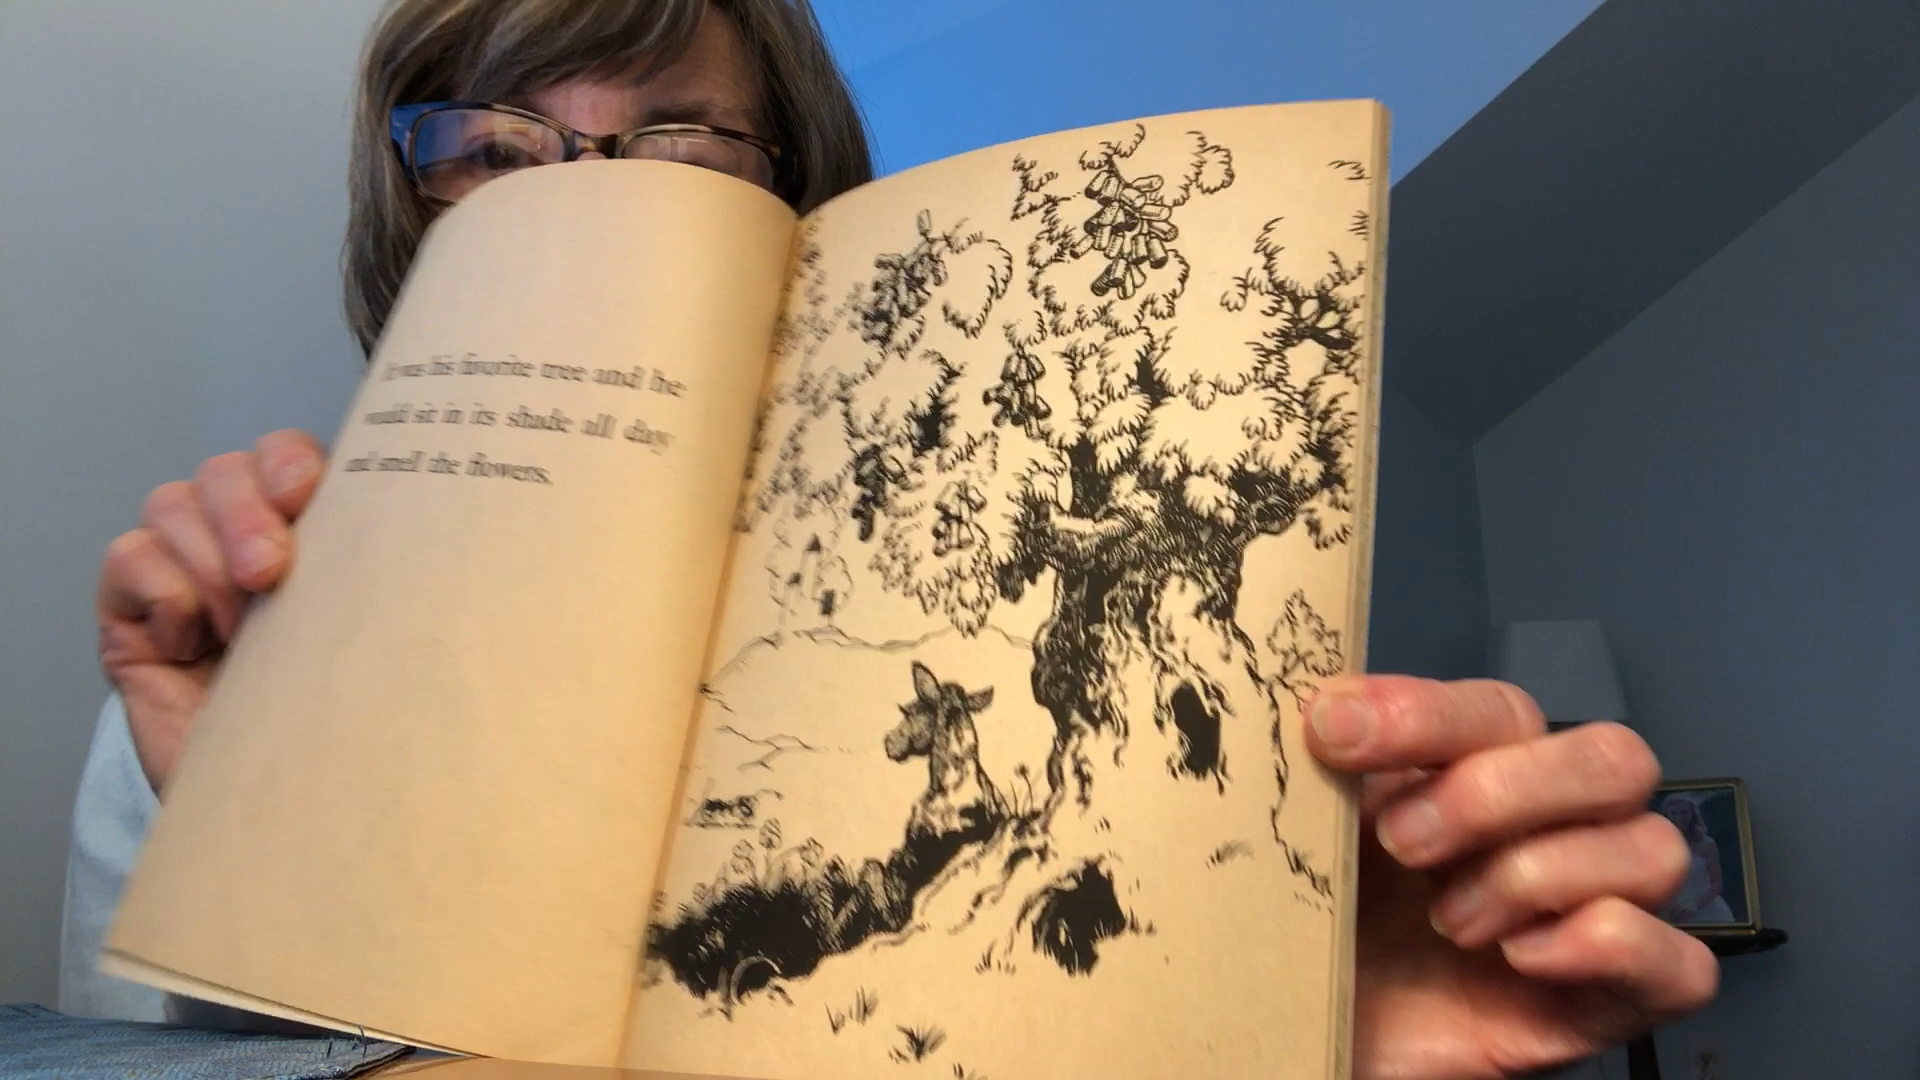 It was his favorite tree and he
would sit in its shade all day
and smell the flowers.